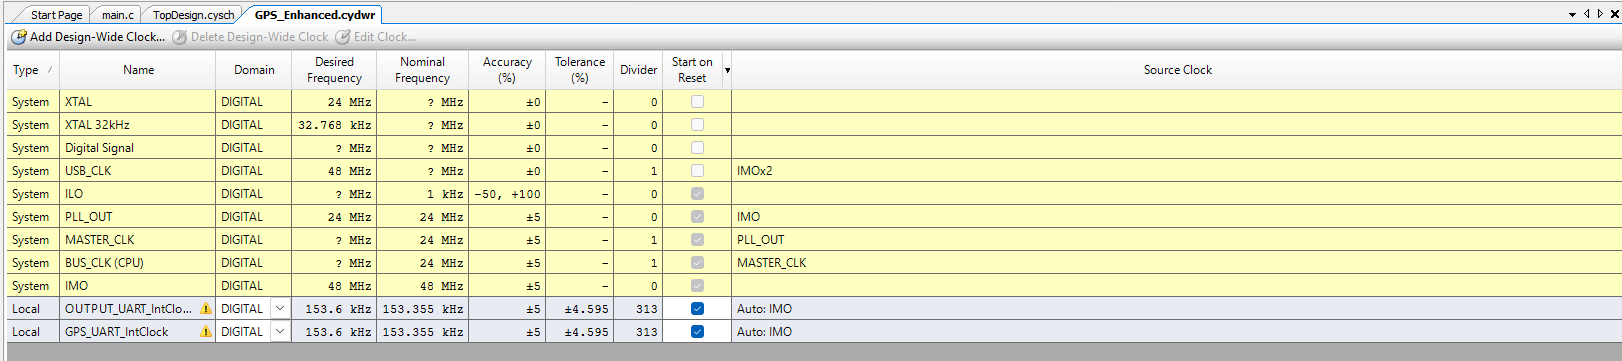 Start Page main.c TopDesign.cysch GPS_Enhanced.cydwr
Add Design-Wide Clock... Delete Design-Wide Clock Edit Clock...
Type Name Domain Desired Frequency Nominal Frequency Accuracy (%) Tolerance (%) Divider Start on Reset Source Clock
System XTAL DIGITAL 24 MHz ? MHz ±0 - 0
System XTAL 32kHz DIGITAL 32.768 kHz ? MHz ±0 - 0
System Digital Signal DIGITAL ? MHz ? MHz ±0 - 0
System USB_CLK DIGITAL 48 MHz ? MHz ±0 - 1 IMOx2
System ILO DIGITAL ? MHz 1 kHz -50, +100 - 0
System PLL_OUT DIGITAL 24 MHz 24 MHz ±5 - 0 IMO
System MASTER_CLK DIGITAL ? MHz 24 MHz ±5 - 1 PLL_OUT
System BUS_CLK (CPU) DIGITAL ? MHz 24 MHz ±5 - 1 MASTER_CLK
System IMO DIGITAL 48 MHz 48 MHz ±5 - 0
Local OUTPUT_UART_IntClo... DIGITAL 153.6 kHz 153.355 kHz ±5 ±4.595 313 Auto: IMO
Local GPS_UART_IntClock DIGITAL 153.6 kHz 153.355 kHz ±5 ±4.595 313 Auto: IMO